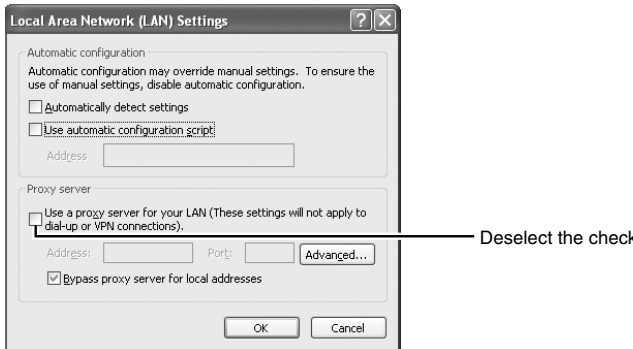 Local Area Network (LAN) Settings
Automatic configuration
Automatic configuration may override manual settings. To ensure the
use of manual settings, disable automatic configuration.
Automatically detect settings
Use automatic configuration script
Address
Proxy server
Use a proxy server for your LAN (These settings will not apply to
dial-up or VPN connections).
Deselect the check
Address:
Port:
Advanced...
Bypass proxy server for local addresses
OK
Cancel